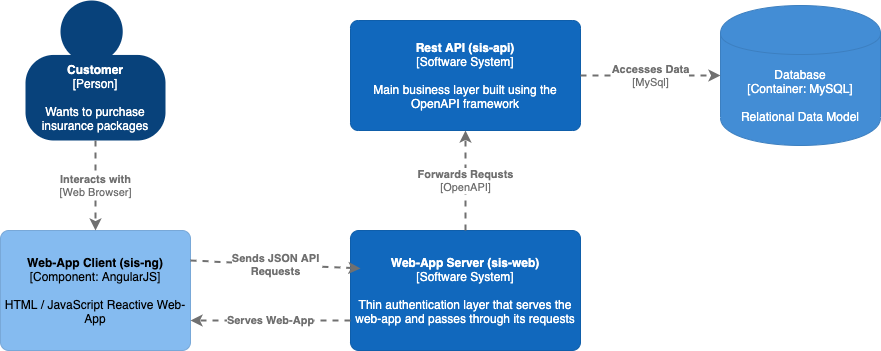 Customer
[Person]
Wants to purchase
insurance packages
Interacts with
[Web Browser]
Web-App Client (sis-ng)
[Component: AngularJS]
HTML / JavaScript Reactive Web-
App
Sends JSON API
Requests
Serves Web-App
Web-App Server (sis-web)
[Software System]
Thin authentication layer that serves the
web-app and passes through its requests
Forwards Requsts
[OpenAPI]
Rest API (sis-api)
[Software System]
Main business layer built using the
OpenAPI framework
Accesses Data
[MySql]
Database
[Container: MySQL]
Relational Data Model